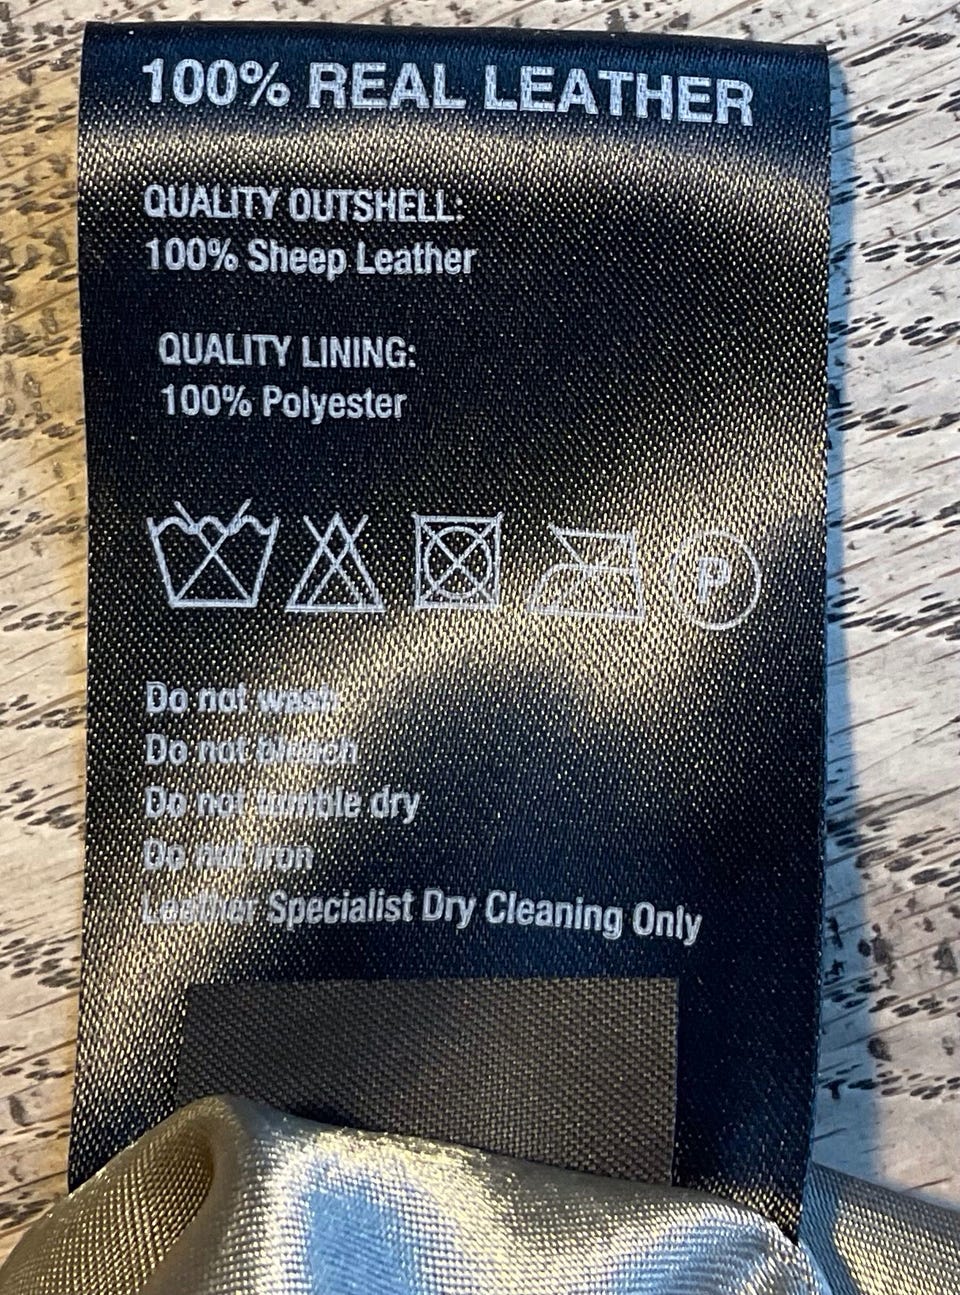 100% REAL LEATHER
QUALITY OUTSHELL:
100% Sheep Leather
QUALITY LINING:
100% Polyester
P
Do not wash
Do not bleach
Do not tumble dry
Do not iron
Leather Specialist Dry Cleaning Only